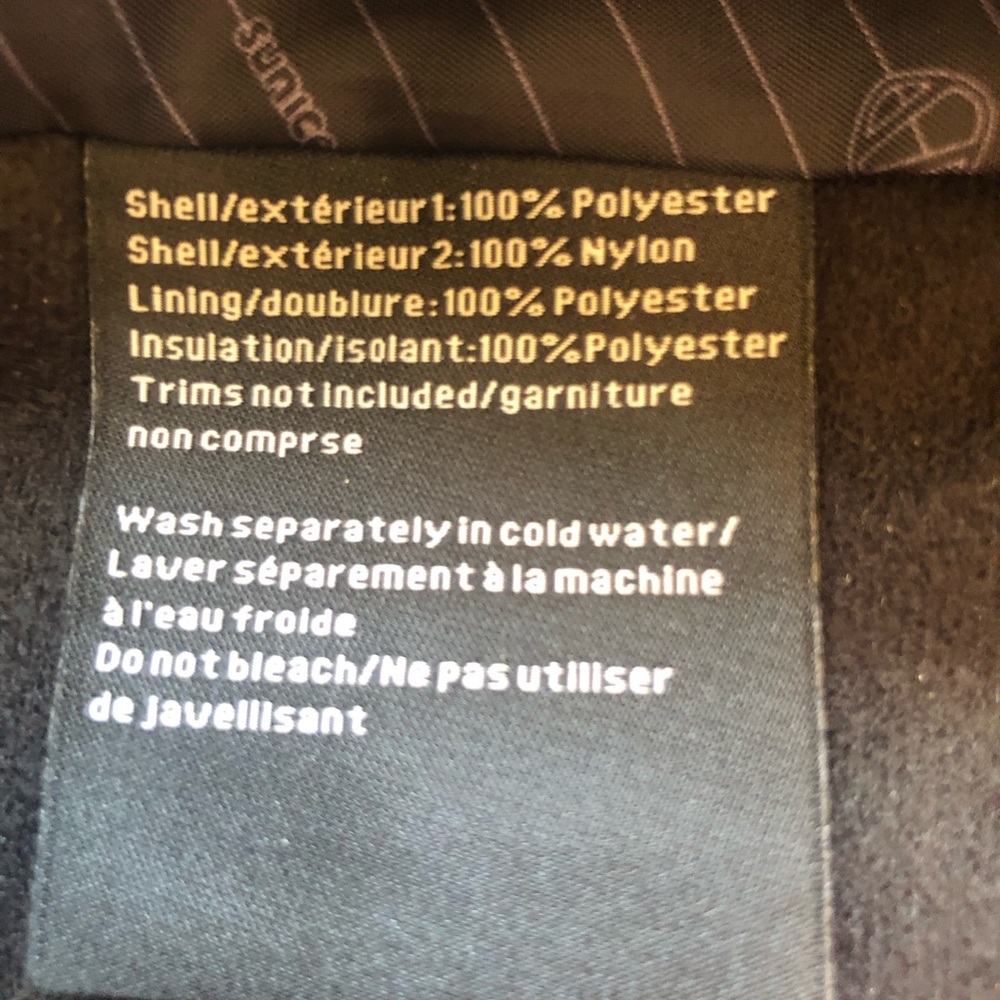 SUNICE
Shell/extérieur 1:100% Polyester
Shell/extérieur 2:100% Nylon
Lining/doublure:100% Polyester
Insulation/isolant:100% Polyester
Trims not included/garniture
non comprse
Wash separately in cold water/
Laver séparement à la machine
à l'eau froide
Do not bleach/Ne pas utiliser
de javellisant